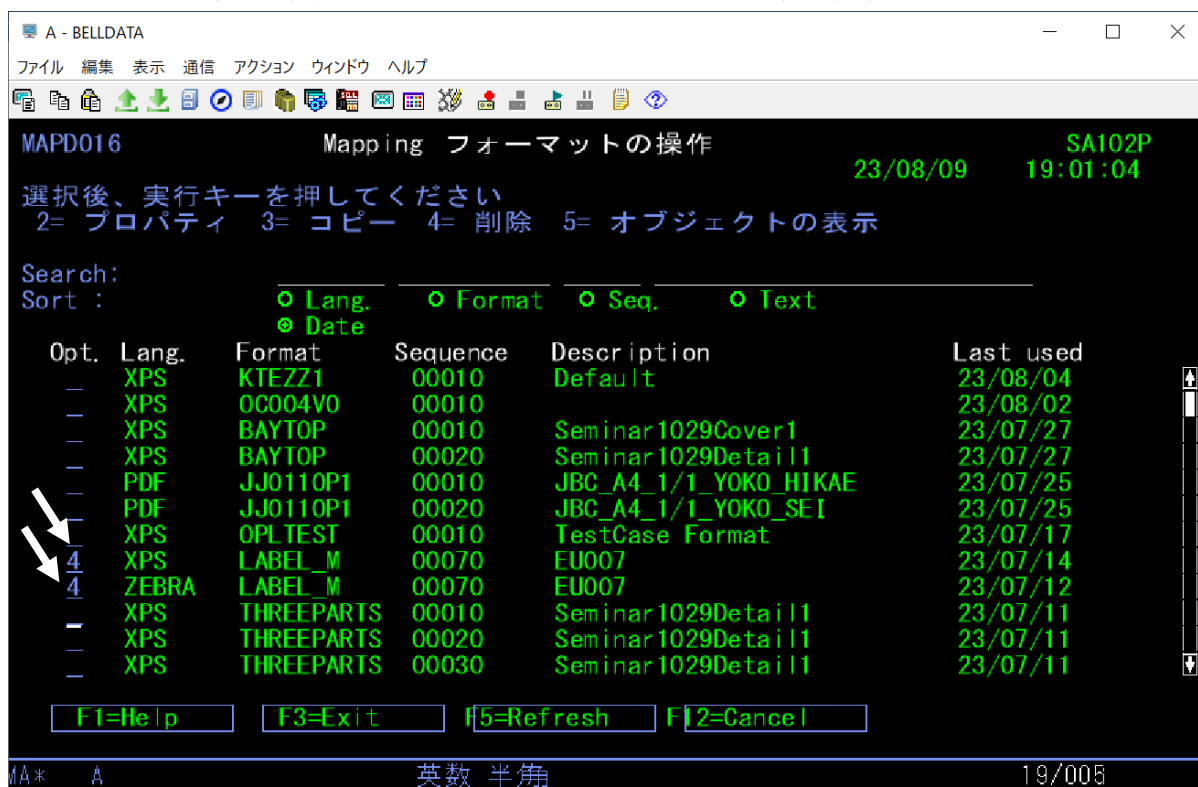 A - BELLDATA
ファイル 編集 表示 通信 アクション ウィンドウ ヘルプ
MAPD016 Mapping フォーマットの操作 SA102P
23/08/09 19:01:04
選択後、実行キーを押してください
2= プロパティ 3= コピー 4= 削除 5= オブジェクトの表示
Search:
Sort : Lang. Format Seq. Text
Date
Opt. Lang. Format Sequence Description Last used
XPS KTEZZ1 00010 Default 23/08/04
XPS OC004V0 00010 23/08/02
XPS BAYTOP 00010 Seminar1029Cover1 23/07/27
XPS BAYTOP 00020 Seminar1029Detail1 23/07/27
PDF JJ0110P1 00010 JBC_A4_1/1_YOKO_HIKAE 23/07/25
PDF JJ0110P1 00020 JBC_A4_1/1_YOKO_SEI 23/07/25
XPS OPLTEST 00010 TestCase Format 23/07/17
4 XPS LABEL_M 00070 EU007 23/07/14
4 ZEBRA LABEL_M 00070 EU007 23/07/12
XPS THREEPARTS 00010 Seminar1029Detail1 23/07/11
XPS THREEPARTS 00020 Seminar1029Detail1 23/07/11
XPS THREEPARTS 00030 Seminar1029Detail1 23/07/11
F1=Help F3=Exit F5=Refresh F12=Cancel
MA* A 英数 半角 19/005